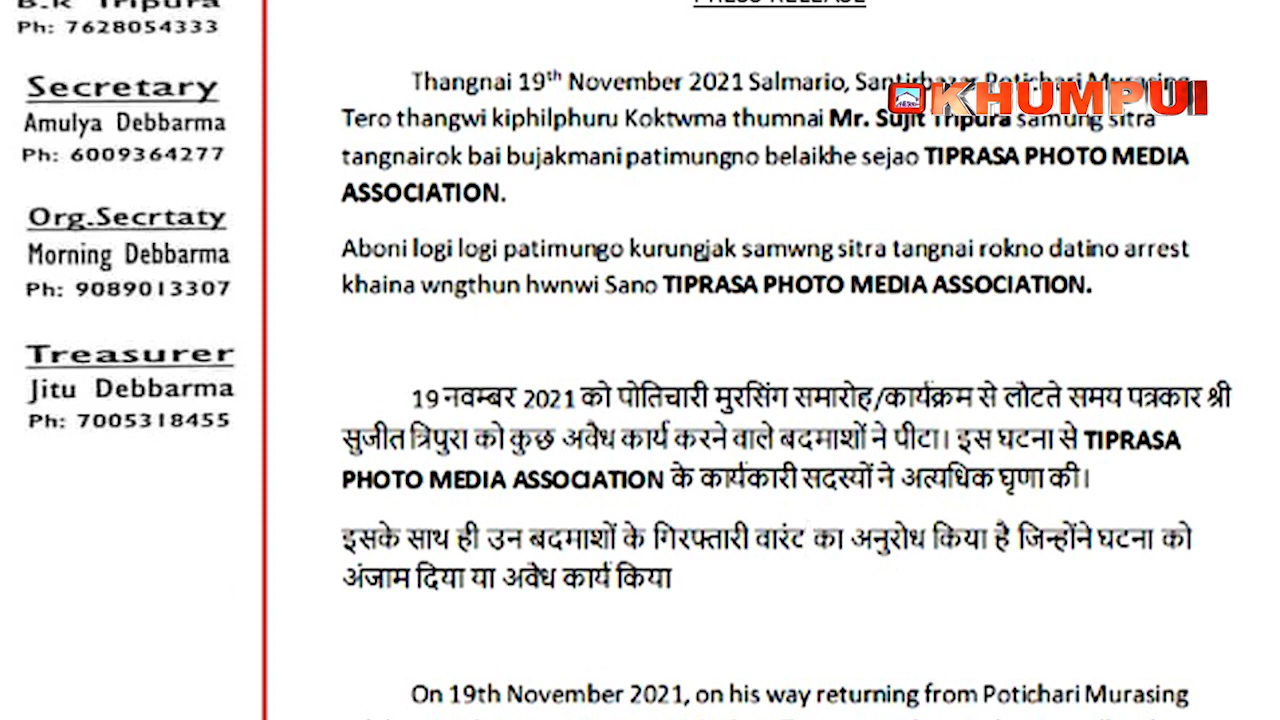 B.K Tripura
Ph: 7628054333
Secretary
Amulya Debbarma
Ph: 6009364277
Org.Secrtaty
Morning Debbarma
Ph: 9089013307
Treasurer
Jitu Debbarma
Ph: 7005318455
PRESS RELEASE
Thangnai 19th November 2021 Salmario, Santirbazar Potichari Murasing
KHUMPUI
Tero thangwi kiphilphuru Koktwma thumnai Mr. Sujit Tripura samung sitra
tangnairok bai bujakmani patimungno belaikhe sejao TIPRASA PHOTO MEDIA
ASSOCIATION.
Aboni logi logi patimungo kurungjak samwng sitra tangnai rokno datino arrest
khaina wngthun hwnwi Sano TIPRASA PHOTO MEDIA ASSOCIATION.
19 नवम्बर 2021 को पोतिचारी मुरसिंग समारोह/कार्यक्रम से लोटते समय पत्रकार श्री
सुजीत त्रिपुरा को कुछ अवैध कार्य करने वाले बदमाशों ने पीटा। इस घटना से TIPRASA
PHOTO MEDIA ASSOCIATION के कार्यकारी सदस्यों ने अत्यधिक घृणा की।
इसके साथ ही उन बदमाशों के गिरफ्तारी वारंट का अनुरोध किया है जिन्होंने घटना को
अंजाम दिया या अवैध कार्य किया
On 19th November 2021, on his way returning from Potichari Murasing